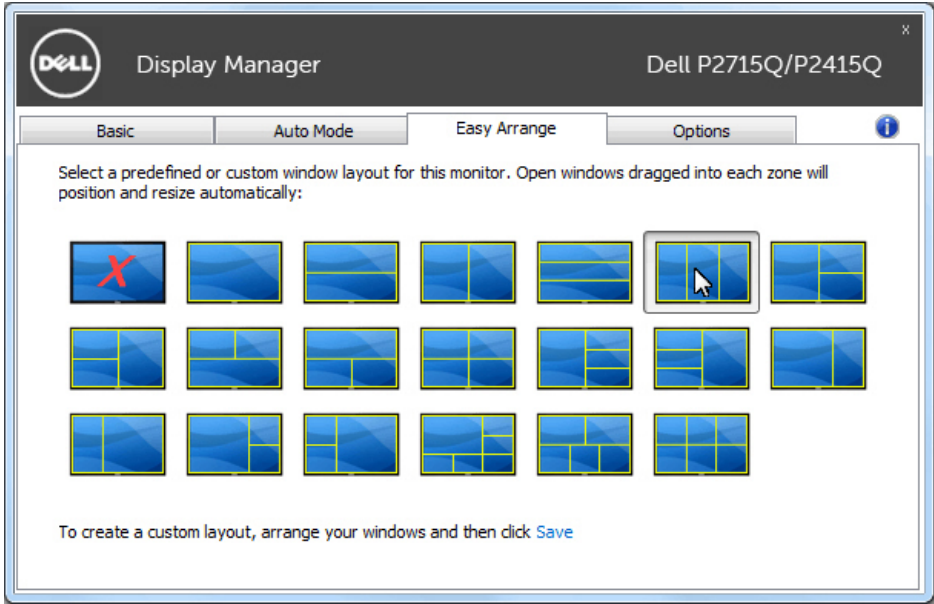 DELL
Display Manager
Dell P2715Q/P2415Q
x
Basic
Auto Mode
Easy Arrange
Options
i
Select a predefined or custom window layout for this monitor. Open windows dragged into each zone will
position and resize automatically:
X
To create a custom layout, arrange your windows and then click Save